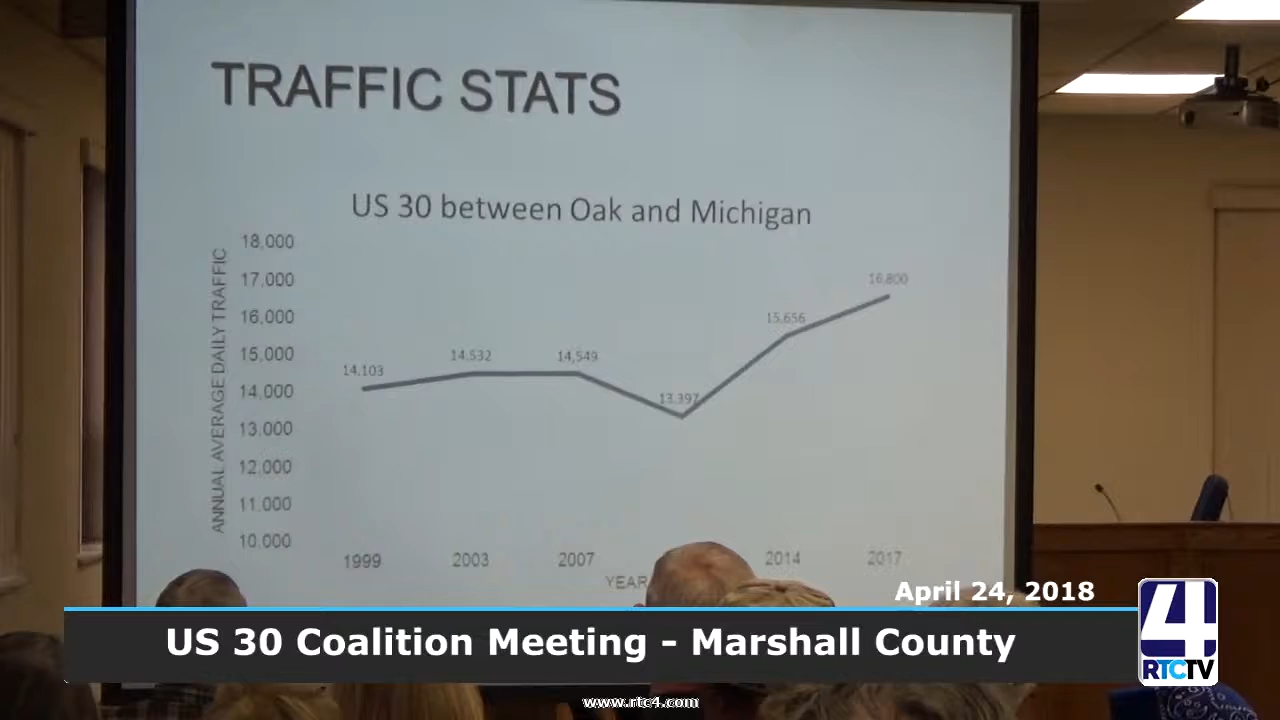 TRAFFIC STATS
US 30 between Oak and Michigan
ANNUAL AVERAGE DAILY TRAFFIC
18,000
17,000
16,000
15,000
14,000
13,000
12,000
11,000
10,000
14,103
14,532
14,549
13,397
15,656
16,800
1999
2003
2007
2014
2017
YEAR
April 24, 2018
US 30 Coalition Meeting - Marshall County
4
RTCTV
www.rtc4.com